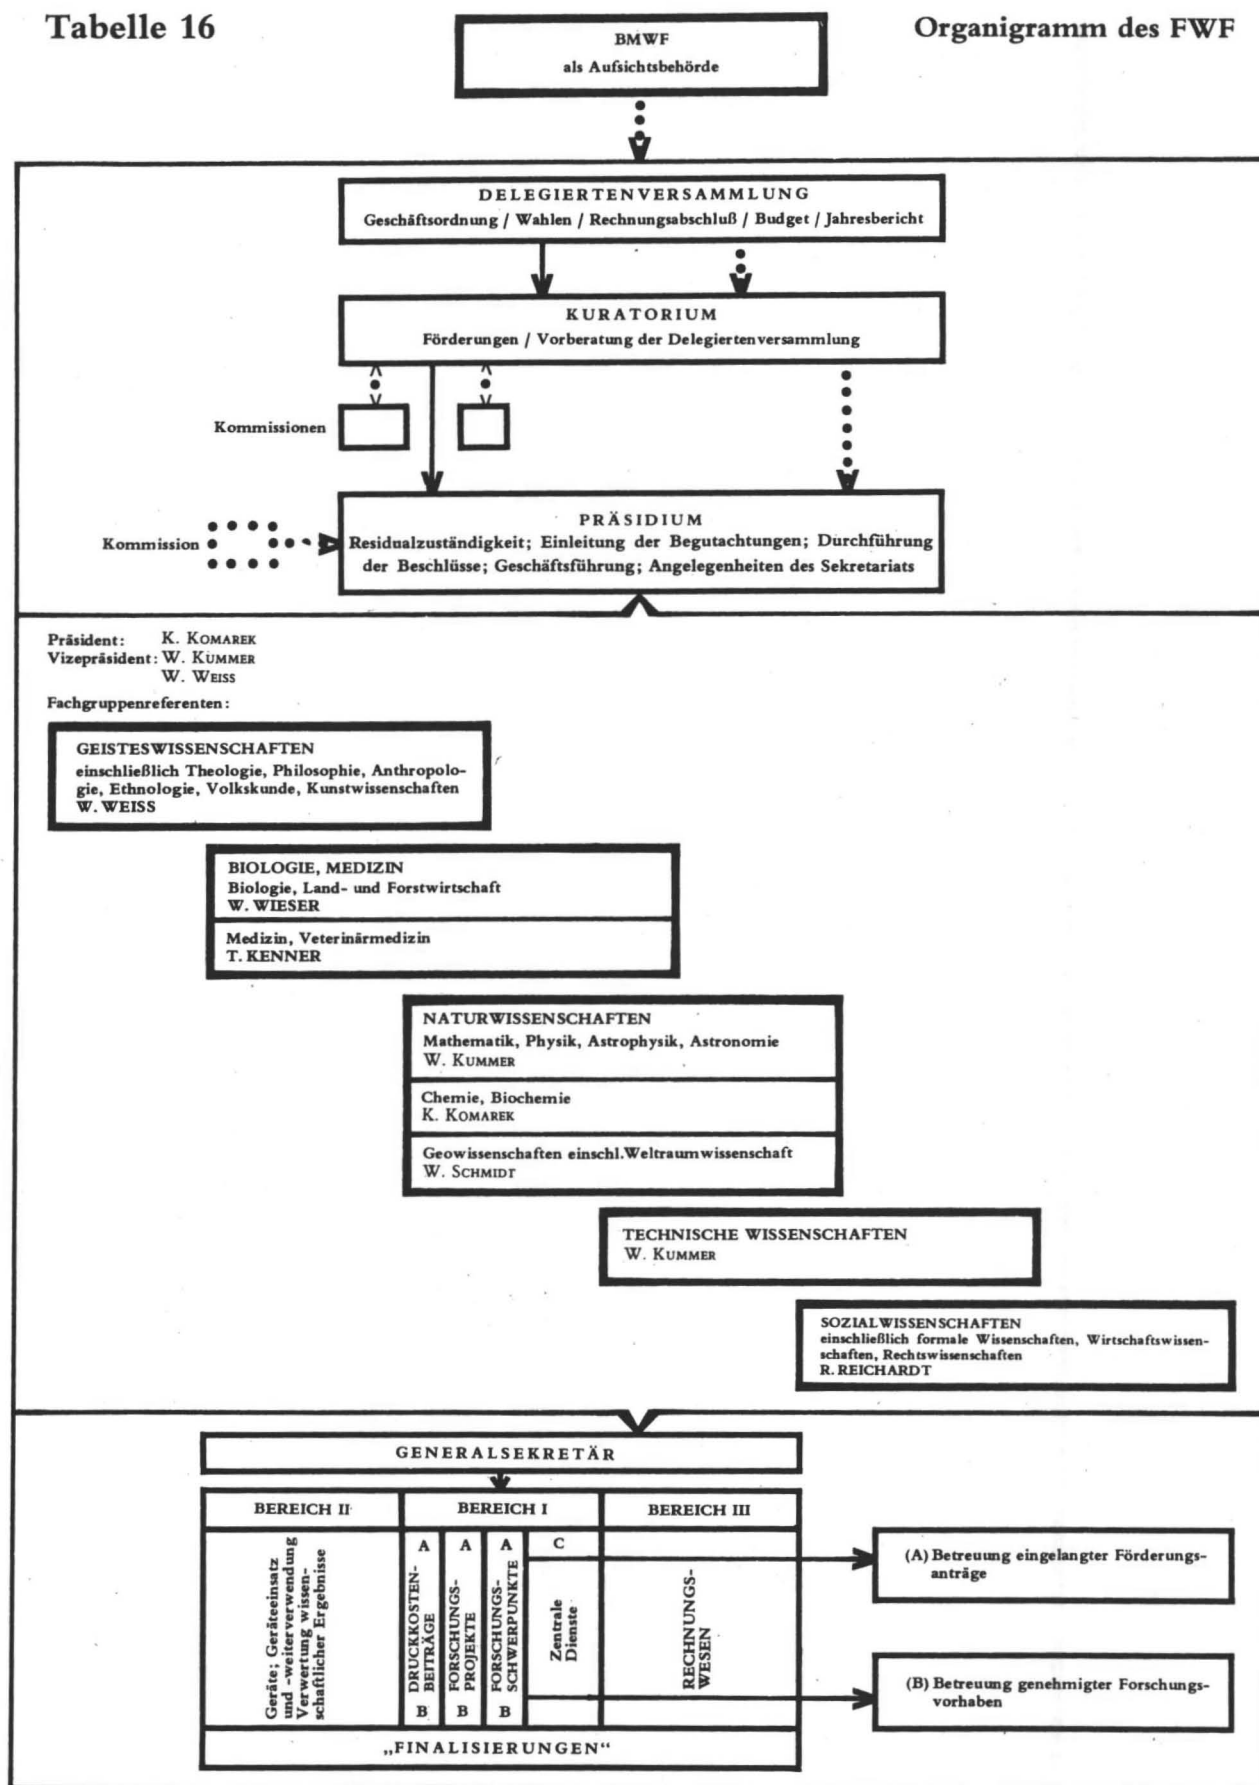 Tabelle 16
Organigramm des FWF
BMWF
als Aufsichtsbehörde
DELEGIERTENVERSAMMLUNG
Geschäftsordnung / Wahlen / Rechnungsabschluß / Budget / Jahresbericht
KURATORIUM
Förderungen / Vorberatung der Delegiertenversammlung
Kommissionen
PRÄSIDIUM
Kommission
Residualzuständigkeit; Einleitung der Begutachtungen; Durchführung
der Beschlüsse; Geschäftsführung; Angelegenheiten des Sekretariats
Präsident: K. KOMAREK
Vizepräsident: W. KUMMER
W. WEISS
Fachgruppenreferenten:
GEISTESWISSENSCHAFTEN
einschließlich Theologie, Philosophie, Anthropolo-
gie, Ethnologie, Volkskunde, Kunstwissenschaften
W. WEISS
BIOLOGIE, MEDIZIN
Biologie, Land- und Forstwirtschaft
W. WIESER
Medizin, Veterinärmedizin
T. KENNER
NATURWISSENSCHAFTEN
Mathematik, Physik, Astrophysik, Astronomie
W. KUMMER
Chemie, Biochemie
K. KOMAREK
Geowissenschaften einschl.Weltraumwissenschaft
W. SCHMIDT
TECHNISCHE WISSENSCHAFTEN
W. KUMMER
SOZIALWISSENSCHAFTEN
einschließlich formale Wissenschaften, Wirtschaftswissen-
schaften, Rechtswissenschaften
R. REICHARDT
GENERALSEKRETÄR
BEREICH II
BEREICH I
BEREICH III
Geräte; Geräteeinsatz
und -weiterverwendung
Verwertung wissen-
schaftlicher Ergebnisse
A
DRUCKKOSTEN-
BEITRÄGE
B
A
FORSCHUNGS-
PROJEKTE
B
A
FORSCHUNGS-
SCHWERPUNKTE
B
C
Zentrale
Dienste
RECHNUNGS-
WESEN
(A) Betreuung eingelangter Förderungs-
anträge
(B) Betreuung genehmigter Forschungs-
vorhaben
„FINALISIERUNGEN“